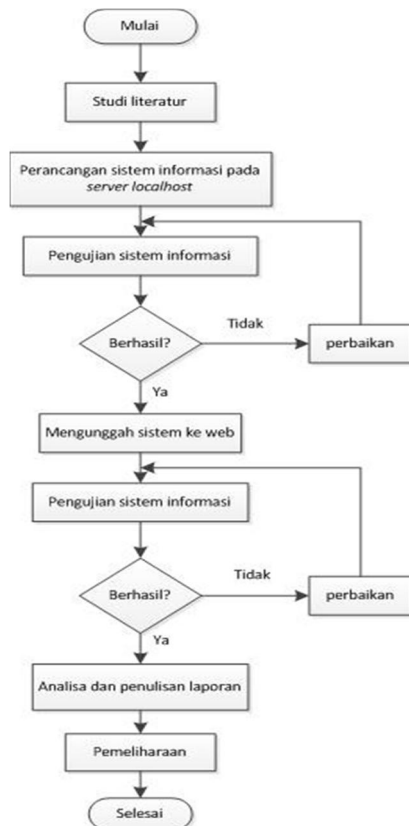 Mulai
Studi literatur
Perancangan sistem informasi pada
server localhost
Pengujian sistem informasi
Berhasil?
Tidak
perbaikan
Ya
Mengunggah sistem ke web
Pengujian sistem informasi
Berhasil?
Tidak
perbaikan
Ya
Analisa dan penulisan laporan
Pemeliharaan
Selesai